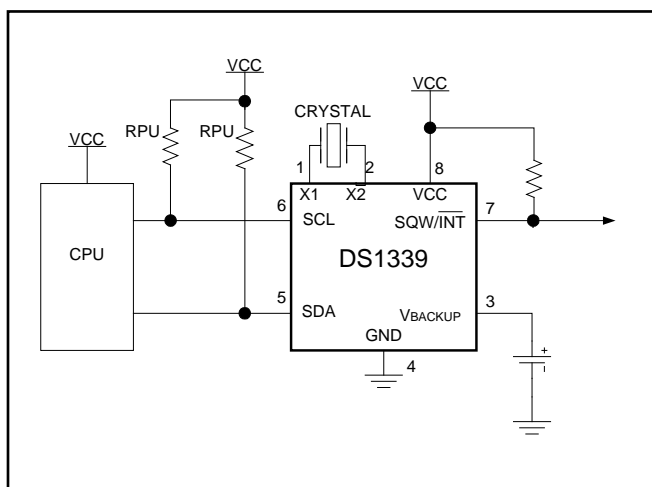 VCC
VCC
CRYSTAL
VCC
RPU
RPU
1
2
8
X1
X2
VCC
6
SCL
SQW/INT
7
CPU
DS1339
5
SDA
VBACKUP
3
GND
4
+
–